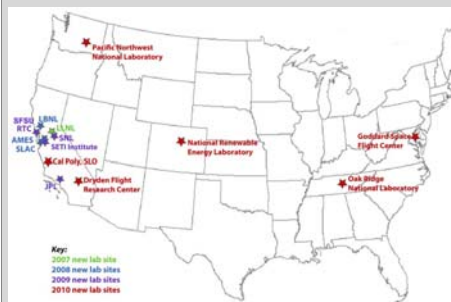 Pacific Northwest
National Laboratory
SFSU
LBNL
RTC
LLNL
SNL
AMES
SETI Institute
SLAC
Cal Poly, SLO
National Renewable
Energy Laboratory
Goddard Space
Flight Center
JPL
Dryden Flight
Research Center
Oak Ridge
National Laboratory
Key:
2007 new lab site
2008 new lab sites
2009 new lab sites
2010 new lab sites